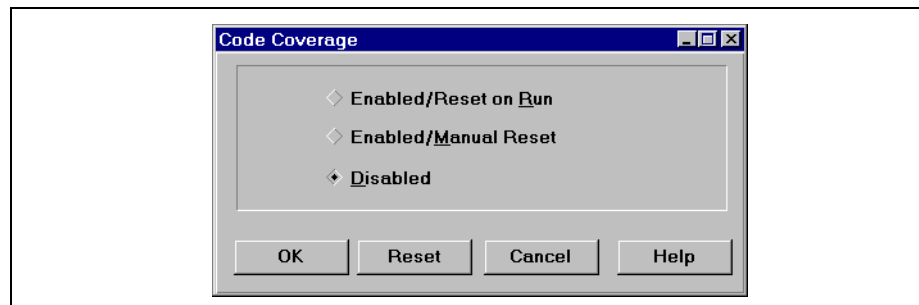 Code Coverage
Enabled/Reset on Run
Enabled/Manual Reset
Disabled
OK Reset Cancel Help